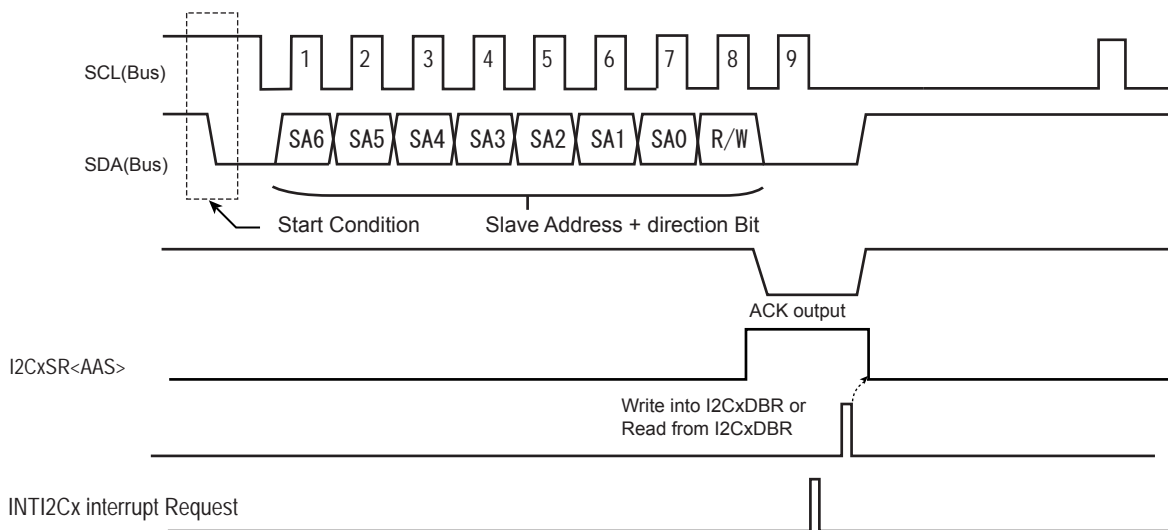 SCL(Bus)
1 2 3 4 5 6 7 8 9
SDA(Bus)
SA6 SA5 SA4 SA3 SA2 SA1 SA0 R/W
Start Condition
Slave Address + direction Bit
ACK output
I2CxSR<AAS>
Write into I2CxDBR or
Read from I2CxDBR
INTI2Cx interrupt Request